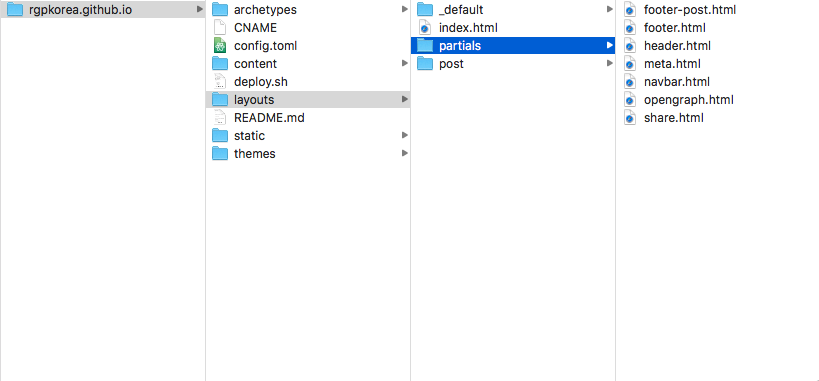 rgpkorea.github.io
archetypes
CNAME
config.toml
content
deploy.sh
layouts
README.md
static
themes
_default
index.html
partials
post
footer-post.html
footer.html
header.html
meta.html
navbar.html
opengraph.html
share.html